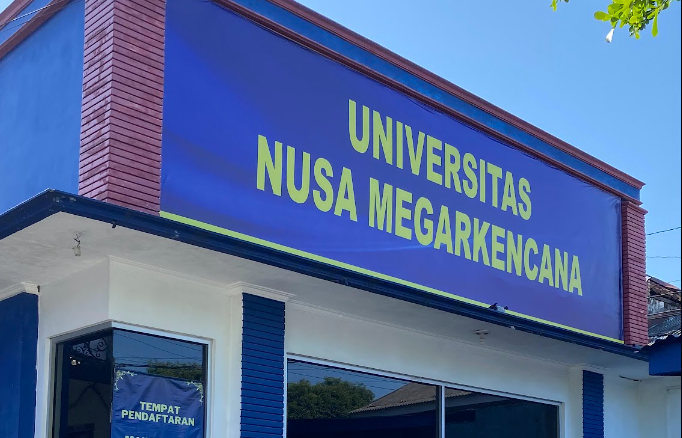 UNIVERSITAS
NUSA MEGARKENCANA
TEMPAT
PENDAFTARAN